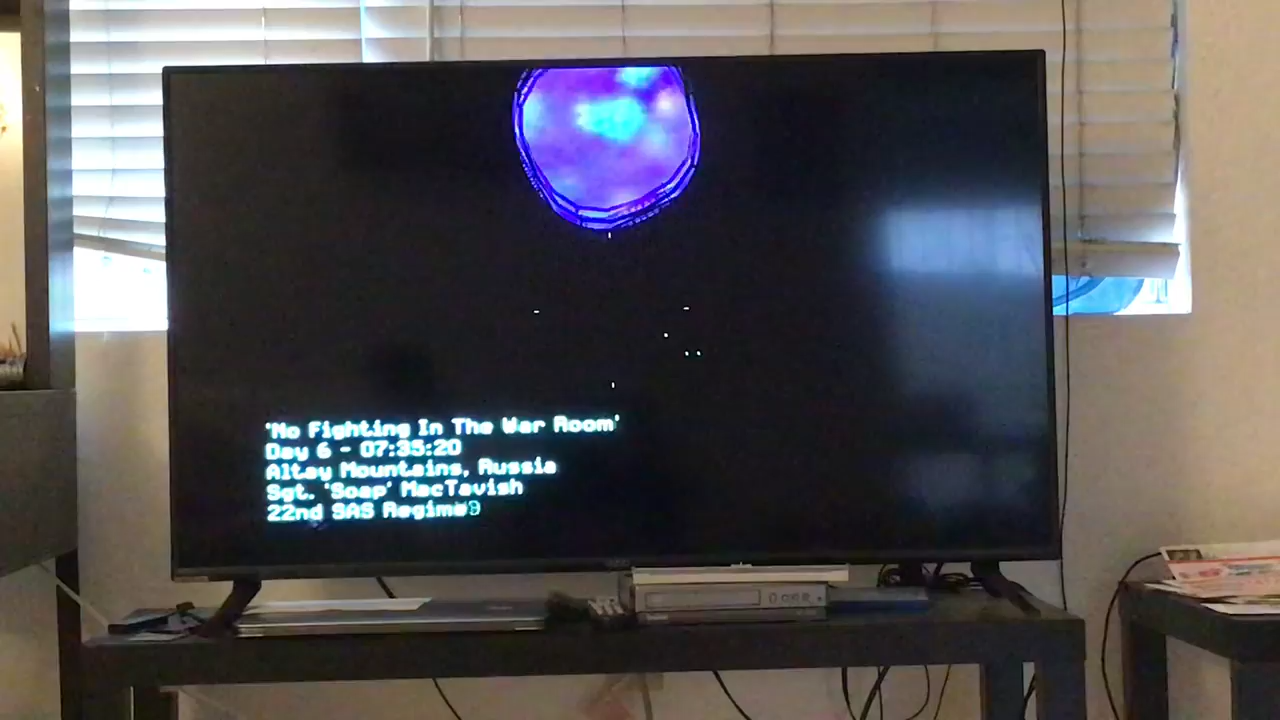 'No Fighting In The War Room'
Day 6 - 07:35:20
Altay Mountains, Russia
Sgt. 'Soap' MacTavish
22nd SAS Regim